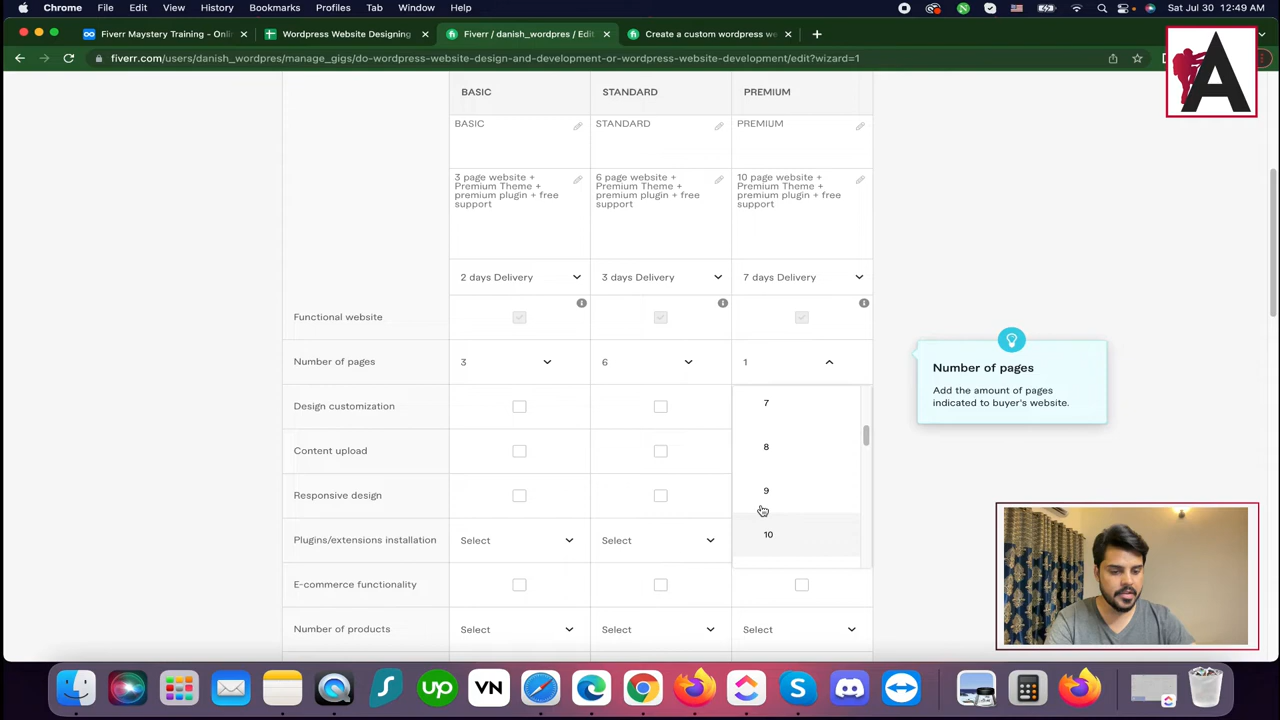 Chrome File Edit View History Bookmarks Profiles Tab Window Help Sat Jul 30 12:49 AM
Fiverr Maystery Training - Onli Wordpress Website Designing Fiverr / danish_wordpres / Edit Create a custom wordpress we
fiverr.com/users/danish_wordpres/manage_gigs/do-wordpress-website-design-and-development-or-wordpress-website-development/edit?wizard=1
A
BASIC STANDARD PREMIUM
BASIC STANDARD PREMIUM
3 page website + 6 page website + 10 page website +
Premium Theme + Premium Theme + Premium Theme +
premium plugin + free premium plugin + free premium plugin + free
support support support
2 days Delivery 3 days Delivery 7 days Delivery
Functional website
Number of pages 3 6 1
Number of pages
Add the amount of pages
indicated to buyer's website.
Design customization 7
Content upload 8
Responsive design 9
Plugins/extensions installation Select Select 10
E-commerce functionality
Number of products Select Select Select
up VN